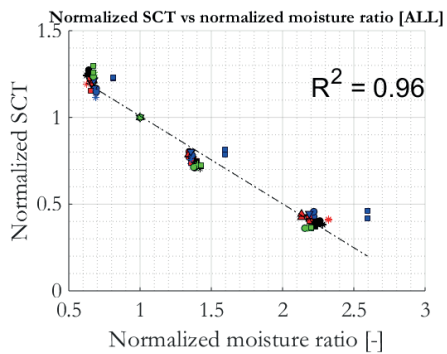 Normalized SCT vs normalized moisture ratio [ALL]
R² = 0.96
Normalized SCT
1.5
1
0.5
0
0.5
1
1.5
2
2.5
3
Normalized moisture ratio [-]